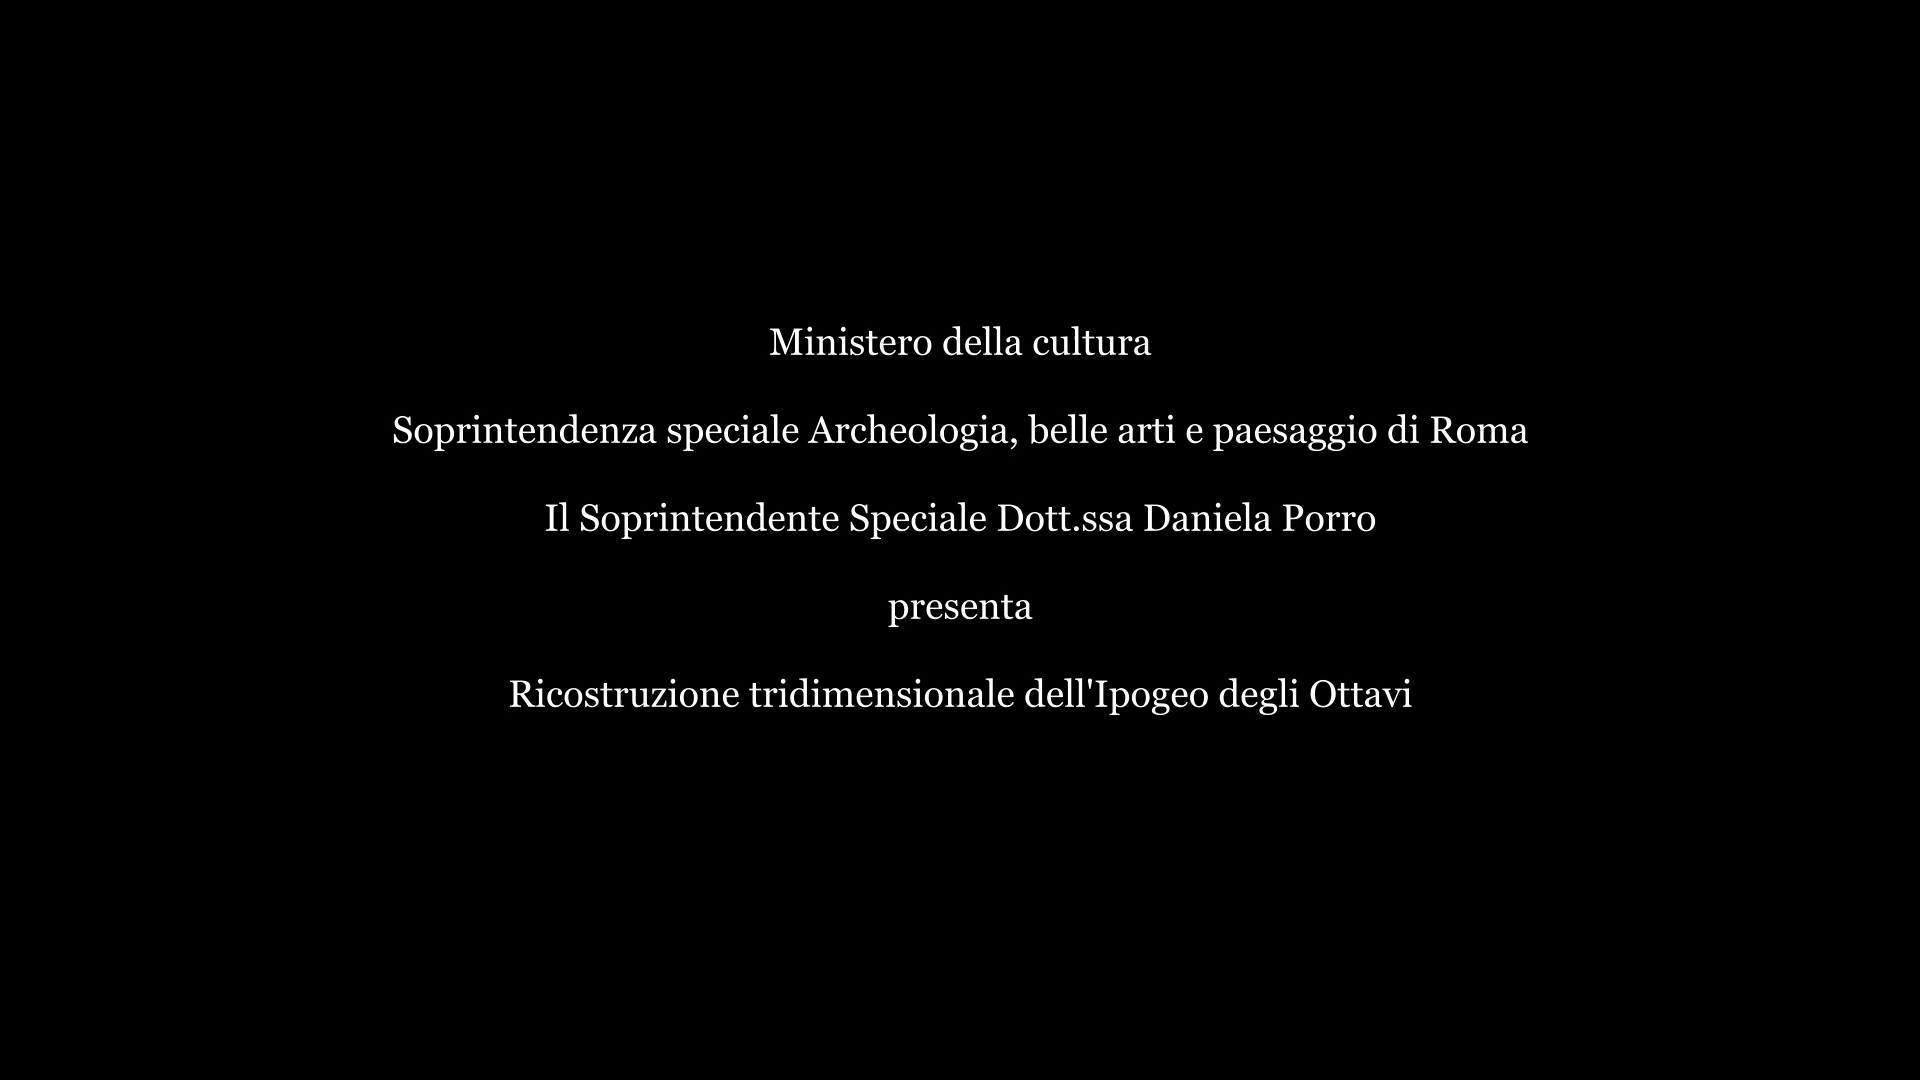 Ministero della cultura
Soprintendenza speciale Archeologia, belle arti e paesaggio di Roma
Il Soprintendente Speciale Dott.ssa Daniela Porro
presenta
Ricostruzione tridimensionale dell'Ipogeo degli Ottavi